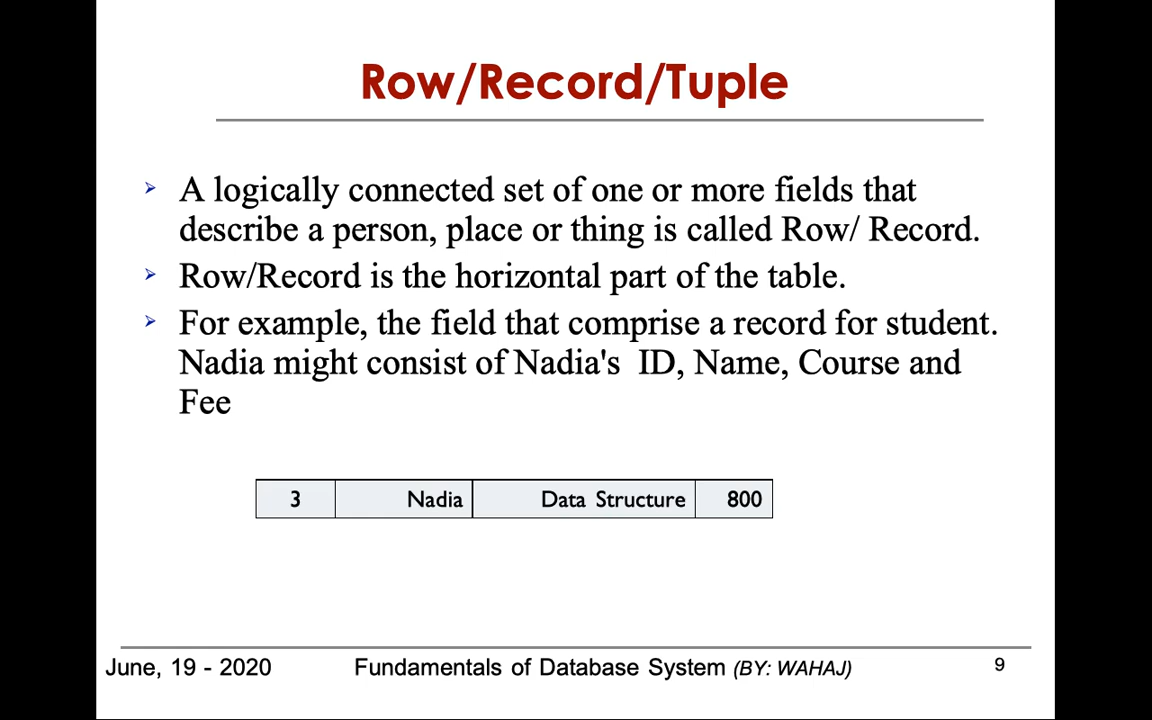 Row/Record/Tuple
A logically connected set of one or more fields that
describe a person, place or thing is called Row/ Record.
Row/Record is the horizontal part of the table.
For example, the field that comprise a record for student.
Nadia might consist of Nadia's  ID, Name, Course and
Fee
3 Nadia Data Structure 800
June, 19 - 2020 Fundamentals of Database System (BY: WAHAJ) 9